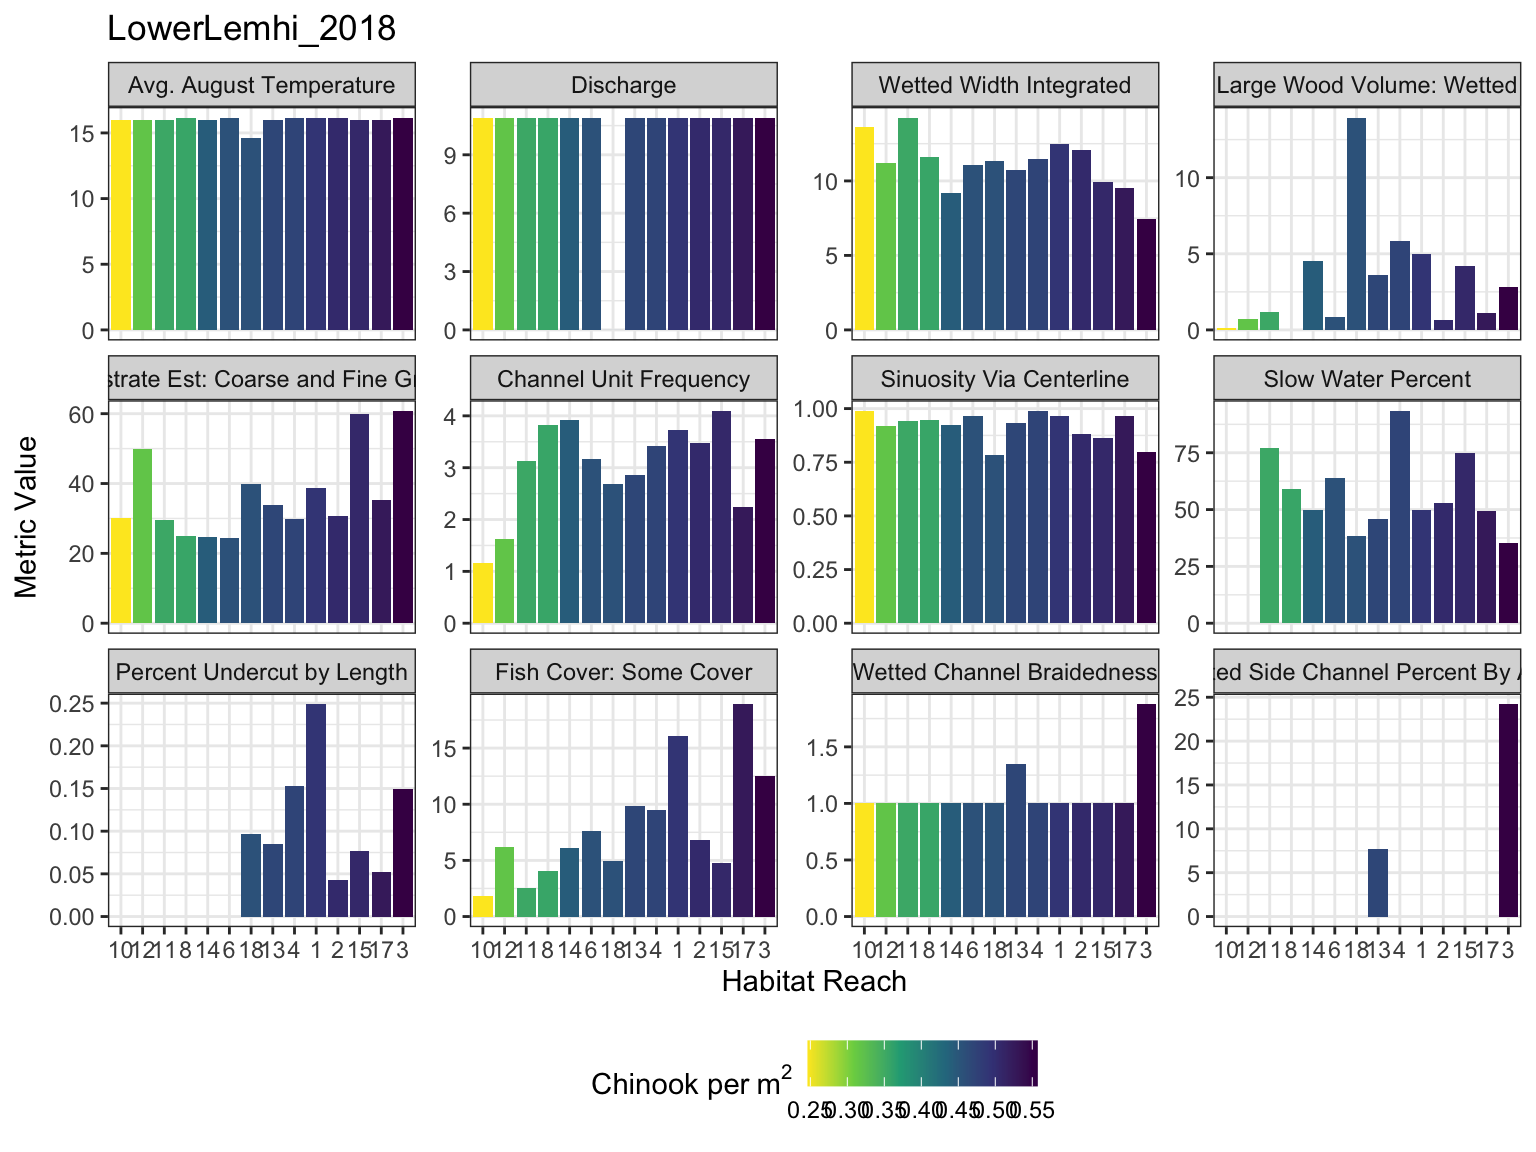 LowerLemhi_2018
Avg. August Temperature
Discharge
Wetted Width Integrated
Large Wood Volume: Wetted
15
10
5
0
9
6
3
0
10
5
0
10
5
0
strate Est: Coarse and Fine
Channel Unit Frequency
Sinuosity Via Centerline
Slow Water Percent
60
40
20
0
4
3
2
1
0
1.00
0.75
0.50
0.25
0.00
75
50
25
0
Percent Undercut by Length
Fish Cover: Some Cover
Wetted Channel Braidedness
Side Channel Percent By
0.25
0.20
0.15
0.10
0.05
0.00
15
10
5
0
1.5
1.0
0.5
0.0
25
20
15
10
5
0
10 12 11 8 14 6 18 13 4 1 2 15 17 3
10 12 11 8 14 6 18 13 4 1 2 15 17 3
10 12 11 8 14 6 18 13 4 1 2 15 17 3
10 12 11 8 14 6 18 13 4 1 2 15 17 3
Metric Value
Habitat Reach
Chinook per m²
0.25 0.30 0.35 0.40 0.45 0.50 0.55